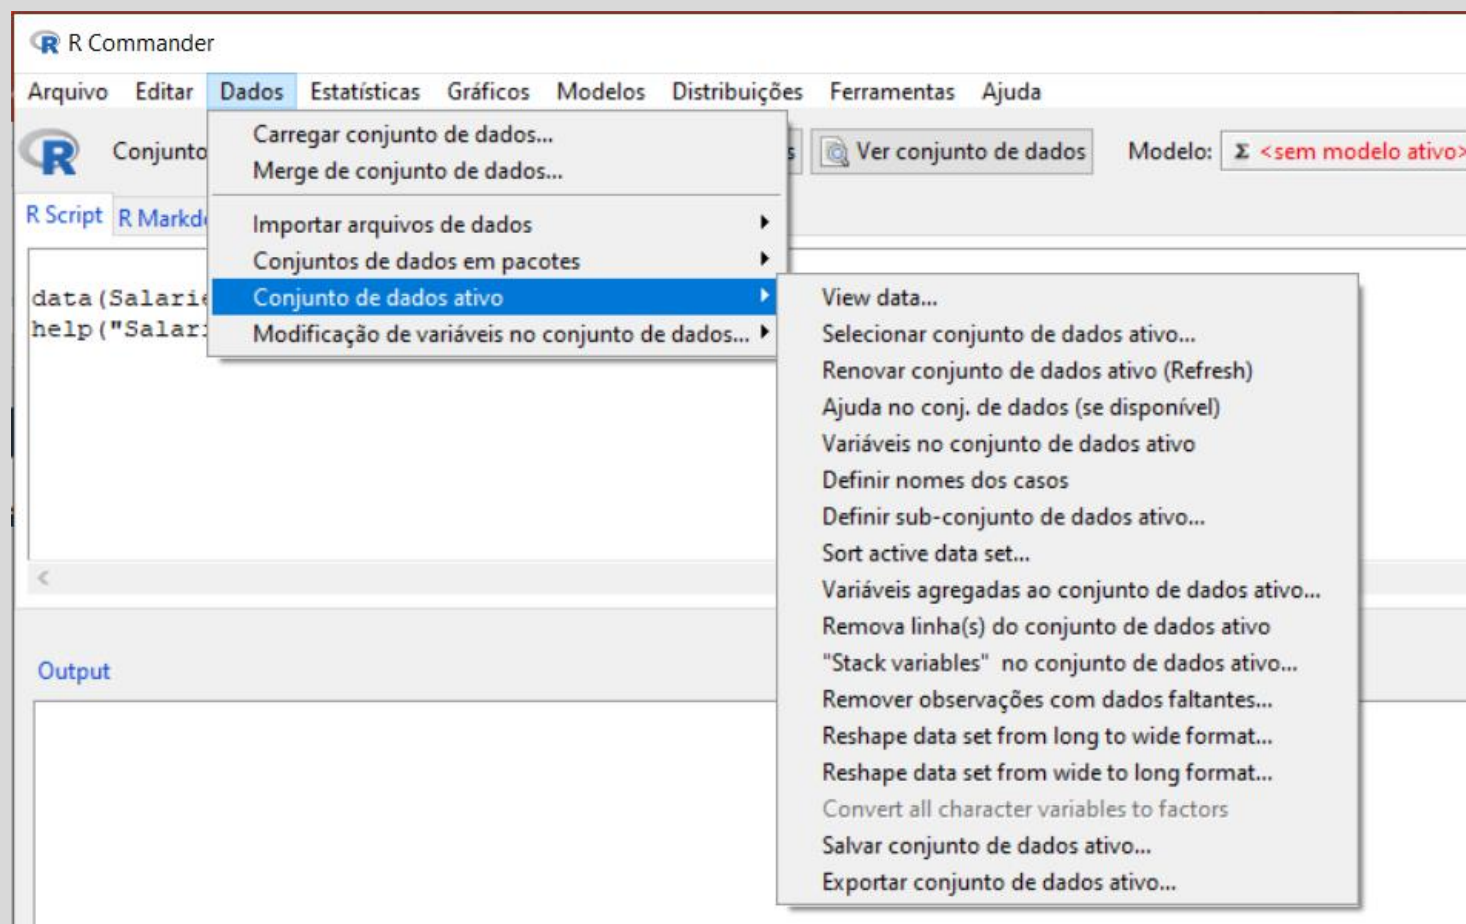 R Commander
Arquivo Editar Dados Estatísticas Gráficos Modelos Distribuições Ferramentas Ajuda
Conjunto Ver conjunto de dados Modelo: Σ <sem modelo ativo>
Carregar conjunto de dados...
Merge de conjunto de dados...
R Script R Markd
Importar arquivos de dados
Conjuntos de dados em pacotes
Conjunto de dados ativo
Modificação de variáveis no conjunto de dados...
data(Salarie
help("Salar
View data...
Selecionar conjunto de dados ativo...
Renovar conjunto de dados ativo (Refresh)
Ajuda no conj. de dados (se disponível)
Variáveis no conjunto de dados ativo
Definir nomes dos casos
Definir sub-conjunto de dados ativo...
Sort active data set...
Variáveis agregadas ao conjunto de dados ativo...
Remova linha(s) do conjunto de dados ativo
"Stack variables" no conjunto de dados ativo...
Remover observações com dados faltantes...
Reshape data set from long to wide format...
Reshape data set from wide to long format...
Convert all character variables to factors
Salvar conjunto de dados ativo...
Exportar conjunto de dados ativo...
Output